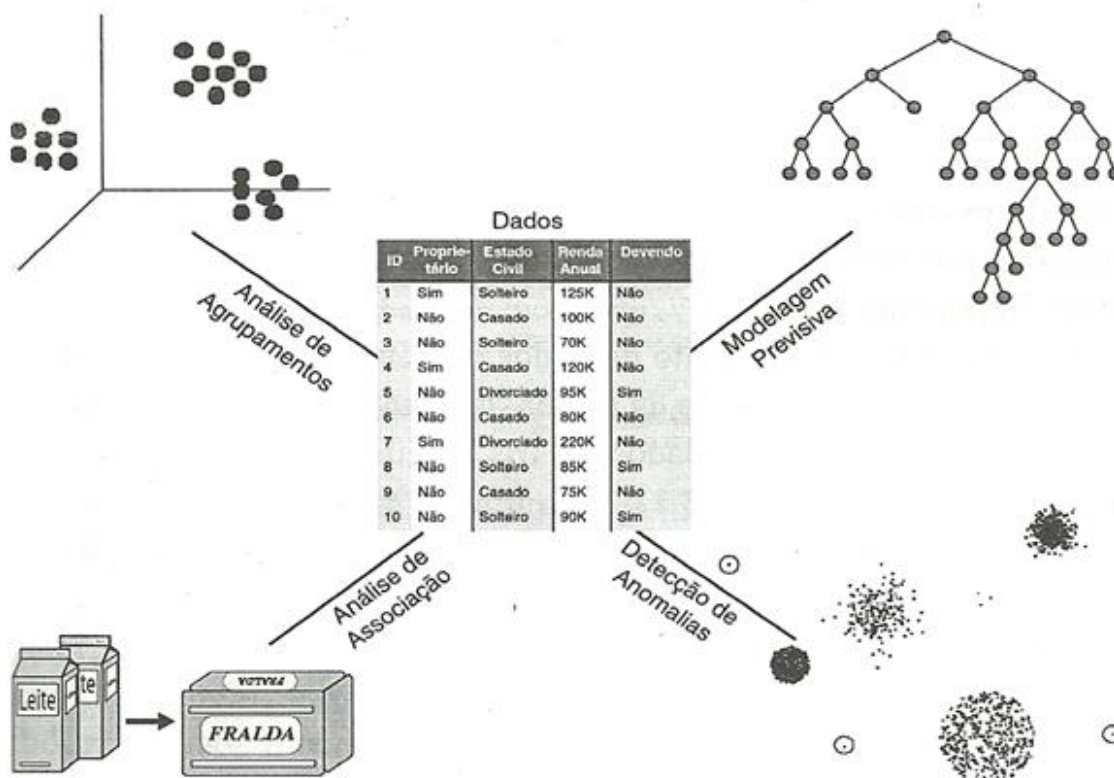 Dados
ID Proprie-tário Estado Civil Renda Anual Devendo
1 Sim Solteiro 125K Não
2 Não Casado 100K Não
3 Não Solteiro 70K Não
4 Sim Casado 120K Não
5 Não Divorciado 95K Sim
6 Não Casado 80K Não
7 Sim Divorciado 220K Não
8 Não Solteiro 85K Sim
9 Não Casado 75K Não
10 Não Solteiro 90K Sim
Análise de
Agrupamentos
Modelagem
Previsiva
Análise de
Associação
Detecção de
Anomalias
Leite
te
FRALDA
FRALDA